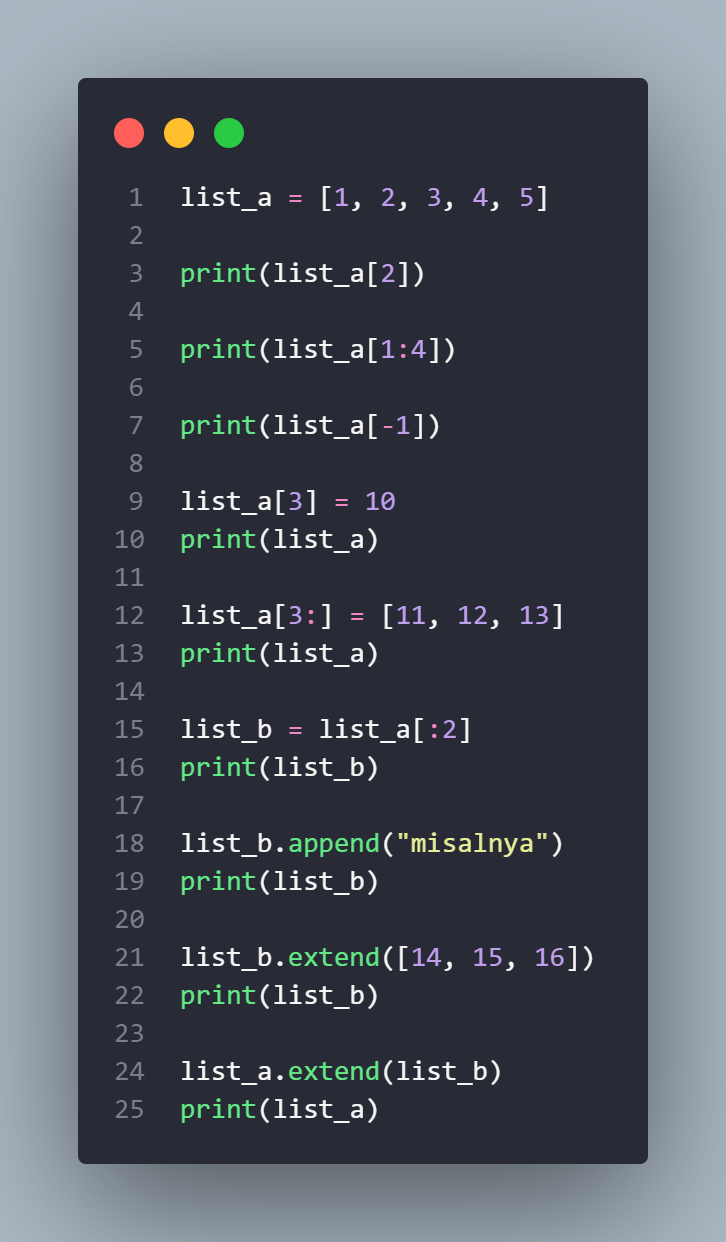 1 list_a = [1, 2, 3, 4, 5]
2
3 print(list_a[2])
4
5 print(list_a[1:4])
6
7 print(list_a[-1])
8
9 list_a[3] = 10
10 print(list_a)
11
12 list_a[3:] = [11, 12, 13]
13 print(list_a)
14
15 list_b = list_a[:2]
16 print(list_b)
17
18 list_b.append("misalnya")
19 print(list_b)
20
21 list_b.extend([14, 15, 16])
22 print(list_b)
23
24 list_a.extend(list_b)
25 print(list_a)